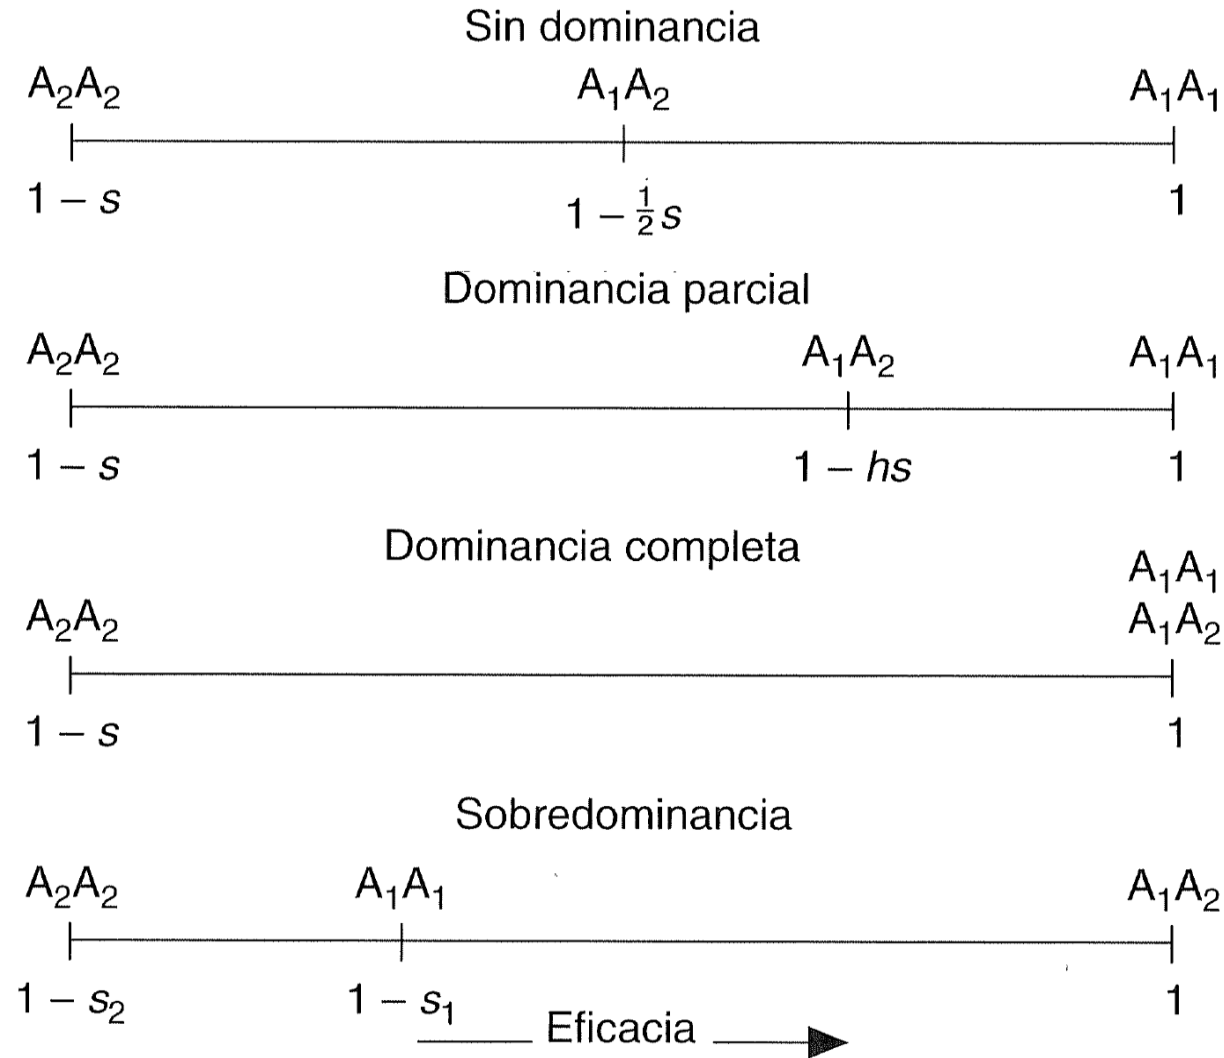 Sin dominancia
A₂A₂ A₁A₂ A₁A₁
1 – s 1 – ½s 1
Dominancia parcial
A₂A₂ A₁A₂ A₁A₁
1 – s 1 – hs 1
Dominancia completa
A₁A₁
A₂A₂ A₁A₂
1 – s 1
Sobredominancia
A₂A₂ A₁A₁ A₁A₂
1 – s₂ 1 – s₁ 1
Eficacia